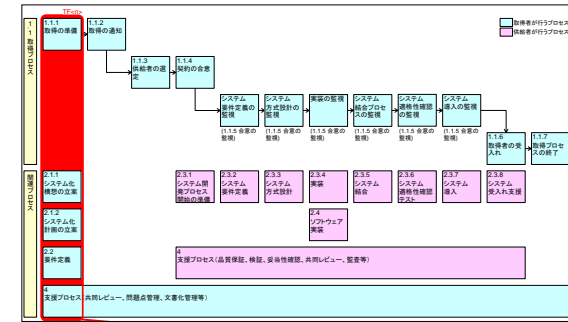 TF<n>
取得者が行うプロセス
供給者が行うプロセス
1.1 取得プロセス
1.1.1
取得の準備
1.1.2
取得の通知
1.1.3
供給者の選
定
1.1.4
契約の合意
システム
要件定義の
監視
(1.1.5 合意の
監視)
システム
方式設計の
監視
(1.1.5 合意の
監視)
実装の監視
(1.1.5 合意の
監視)
システム
結合プロセ
スの監視
(1.1.5 合意の
監視)
システム
適格性確認
の監視
(1.1.5 合意の
監視)
システム
導入の監視
(1.1.5 合意の
監視)
1.1.6
取得者の受
入れ
1.1.7
取得プロセ
スの終了
関連プロセス
2.1.1
システム化
構想の立案
2.3.1
システム開
発プロセス
開始の準備
2.3.2
システム
要件定義
2.3.3
システム
方式設計
2.3.4
実装
2.3.5
システム
結合
2.3.6
システム
適格性確認
テスト
2.3.7
システム
導入
2.3.8
システム
受入れ支援
2.1.2
システム化
計画の立案
2.4
ソフトウェア
実装
2.2
要件定義
4
支援プロセス(品質保証、検証、妥当性確認、共同レビュー、監査等)
4
支援プロセス(共同レビュー、問題点管理、文書化管理等)